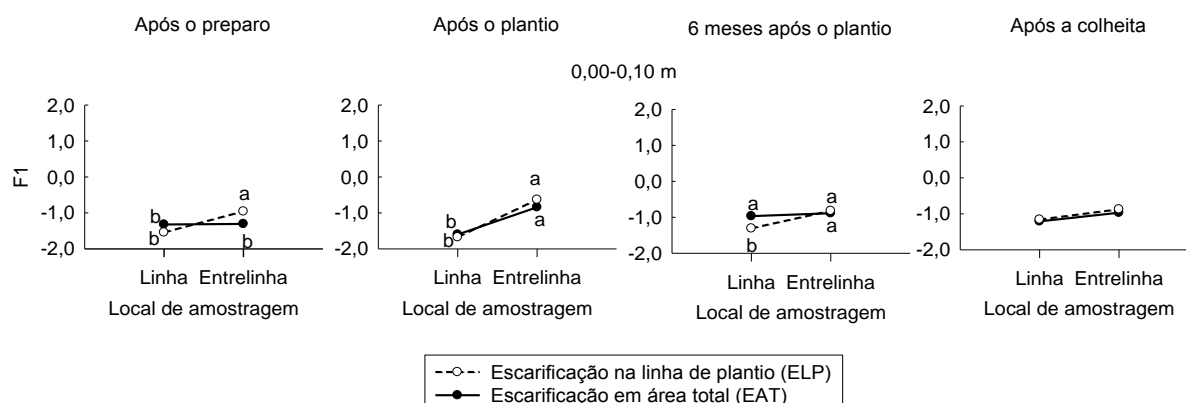 Após o preparo
Após o plantio
6 meses após o plantio
Após a colheita
0,00-0,10 m
F1
2,0
1,0
0,0
-1,0
-2,0
b
b
a
b
Linha Entrelinha
Local de amostragem
2,0
1,0
0,0
-1,0
-2,0
b
b
a
a
Linha Entrelinha
Local de amostragem
2,0
1,0
0,0
-1,0
-2,0
a
b
a
a
Linha Entrelinha
Local de amostragem
2,0
1,0
0,0
-1,0
-2,0
Linha Entrelinha
Local de amostragem
Escarificação na linha de plantio (ELP)
Escarificação em área total (EAT)